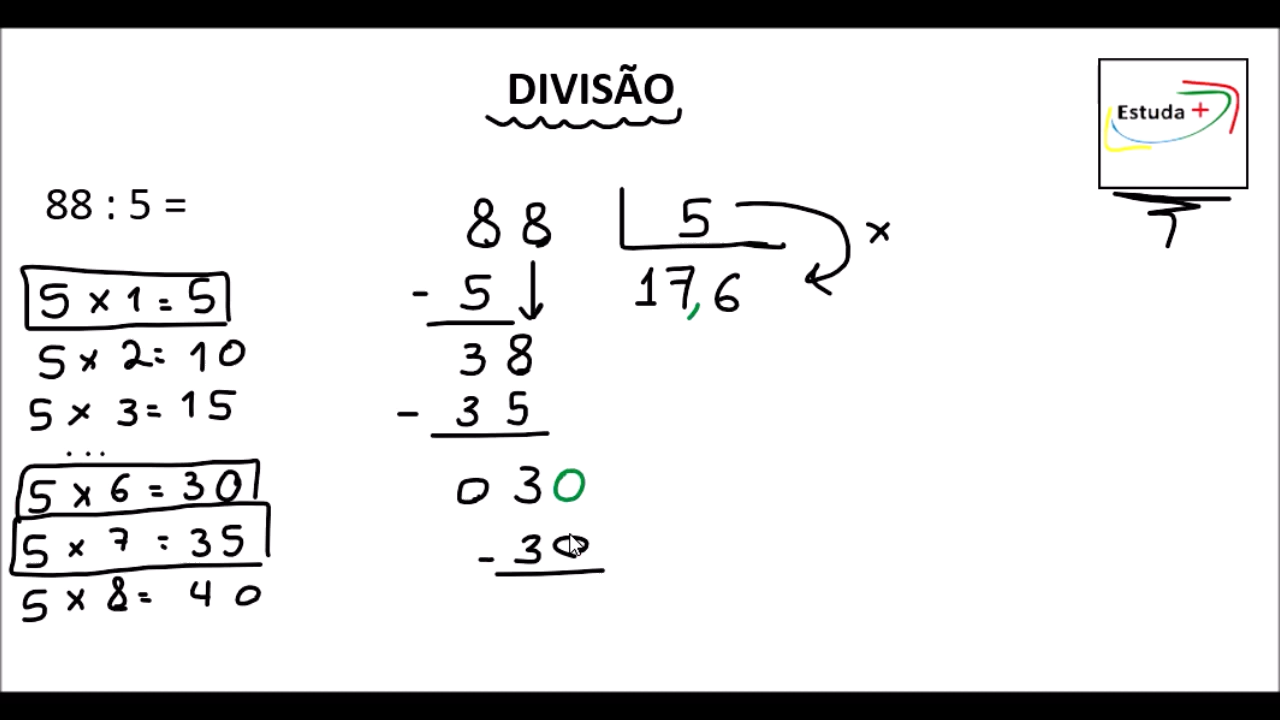 DIVISÃO
Estuda +
88 : 5 =
5 x 1 = 5
5 x 2 = 10
5 x 3 = 15
...
5 x 6 = 30
5 x 7 = 35
5 x 8 = 40
88 5
- 5 17,6 x
38
- 35
030
- 30